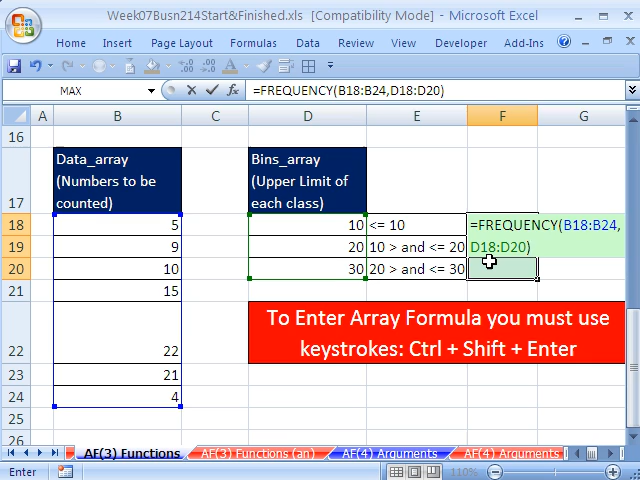 Week07Busn214Start&Finished.xls [Compatibility Mode] - Microsoft Excel
Home Insert Page Layout Formulas Data Review View Developer Add-Ins
MAX =FREQUENCY(B18:B24,D18:D20)
A B C D E F G
16
17 Data_array (Numbers to be counted) Bins_array (Upper Limit of each class)
18 5 10 <= 10 =FREQUENCY(B18:B24,
19 9 20 10 > and <= 20 D18:D20)
20 10 30 20 > and <= 30
21 15
To Enter Array Formula you must use
22 22 keystrokes: Ctrl + Shift + Enter
23 21
24 4
25
26
AF(3) Functions AF(3) Functions (an) AF(4) Arguments AF(4) Arguments
Enter 110%